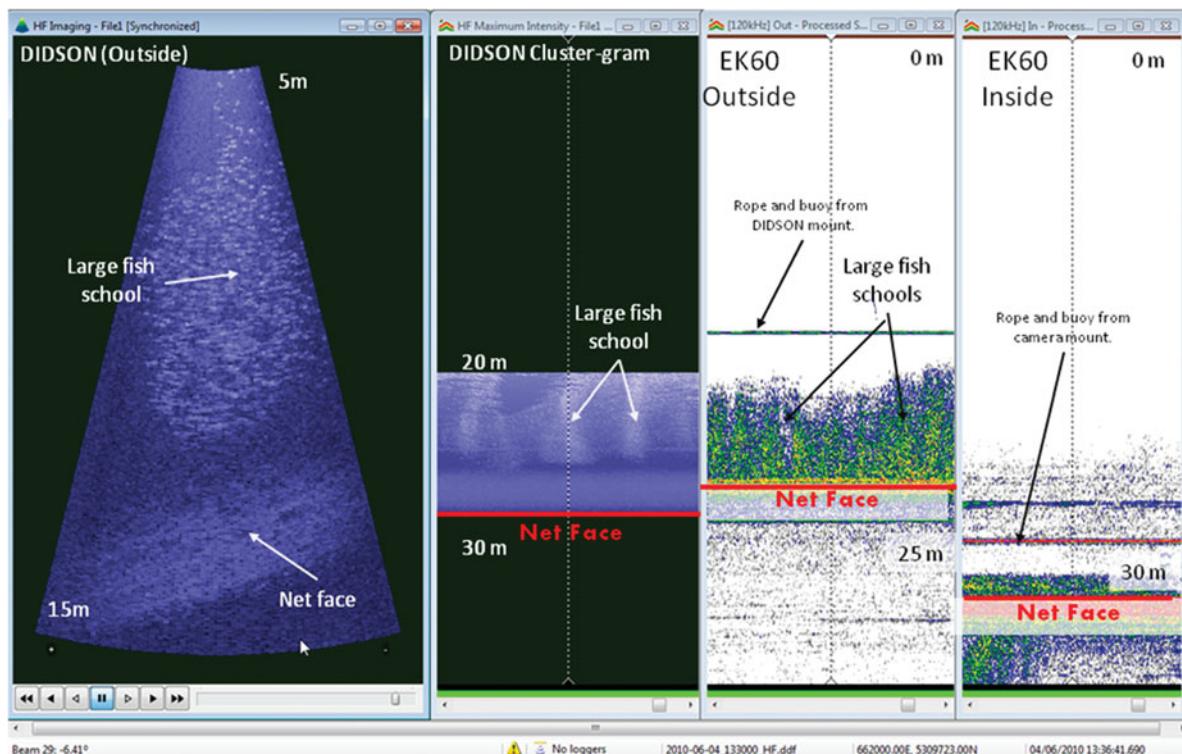 HF Imaging - File1 [Synchronized]
DIDSON (Outside)
5m
Large fish
school
Net face
15m
HF Maximum Intensity - File1 ...
DIDSON Cluster-gram
Large fish
school
20 m
Net Face
30 m
[120kHz] Out - Processed S...
EK60
Outside
0 m
Rope and buoy from
DIDSON mount.
Large fish
schools
Net Face
25 m
[120kHz] In - Process...
EK60
Inside
0 m
Rope and buoy from
camera mount.
30 m
Net Face
Beam 29: -6.41°
No loggers
2010-06-04_133000_HF.ddf
662000.00E, 5309723.00N
04/06/2010 13:36:41.690